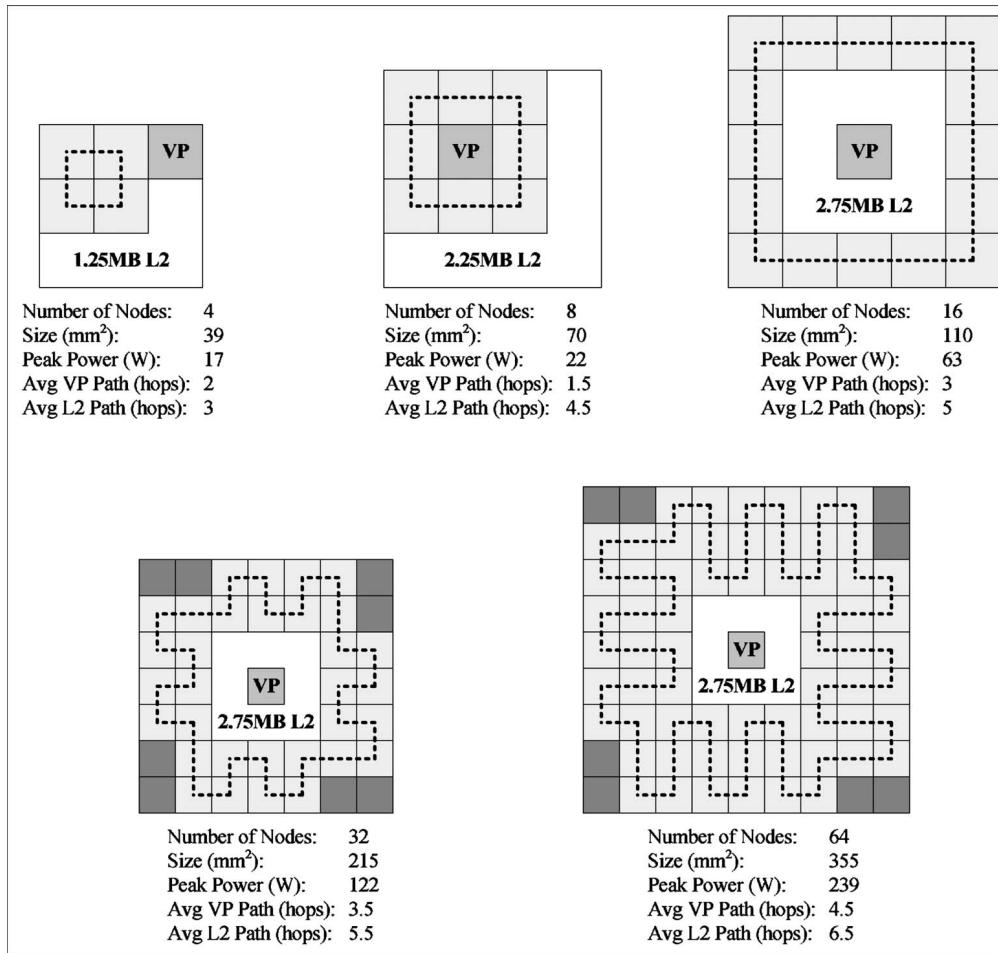 VP
1.25MB L2
Number of Nodes: 4
Size (mm²): 39
Peak Power (W): 17
Avg VP Path (hops): 2
Avg L2 Path (hops): 3
VP
2.25MB L2
Number of Nodes: 8
Size (mm²): 70
Peak Power (W): 22
Avg VP Path (hops): 1.5
Avg L2 Path (hops): 4.5
VP
2.75MB L2
Number of Nodes: 16
Size (mm²): 110
Peak Power (W): 63
Avg VP Path (hops): 3
Avg L2 Path (hops): 5
VP
2.75MB L2
Number of Nodes: 32
Size (mm²): 215
Peak Power (W): 122
Avg VP Path (hops): 3.5
Avg L2 Path (hops): 5.5
VP
2.75MB L2
Number of Nodes: 64
Size (mm²): 355
Peak Power (W): 239
Avg VP Path (hops): 4.5
Avg L2 Path (hops): 6.5